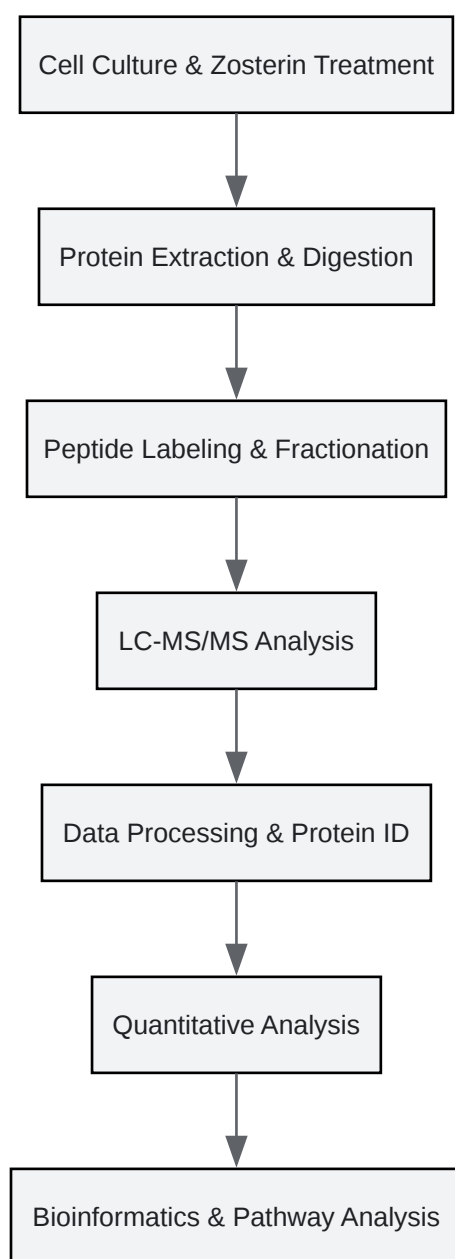 Cell Culture & Zosterin Treatment
Protein Extraction & Digestion
Peptide Labeling & Fractionation
LC-MS/MS Analysis
Data Processing & Protein ID
Quantitative Analysis
Bioinformatics & Pathway Analysis